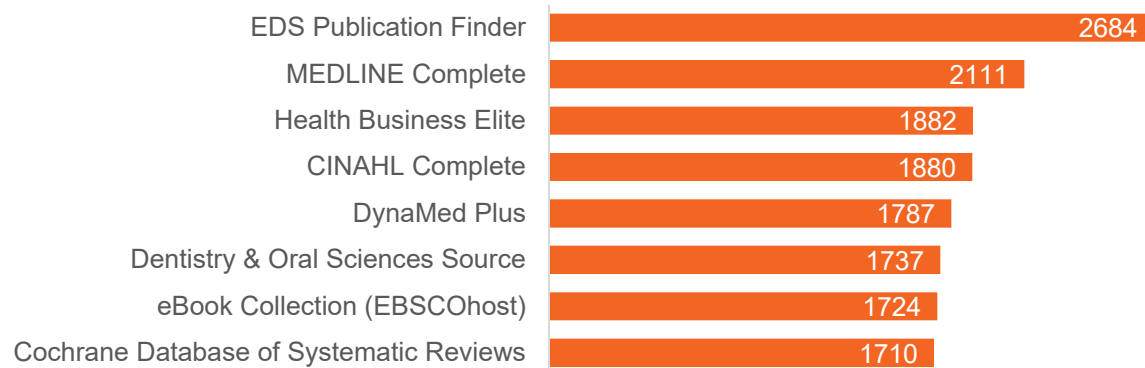 EDS Publication Finder 2684
MEDLINE Complete 2111
Health Business Elite 1882
CINAHL Complete 1880
DynaMed Plus 1787
Dentistry & Oral Sciences Source 1737
eBook Collection (EBSCOhost) 1724
Cochrane Database of Systematic Reviews 1710